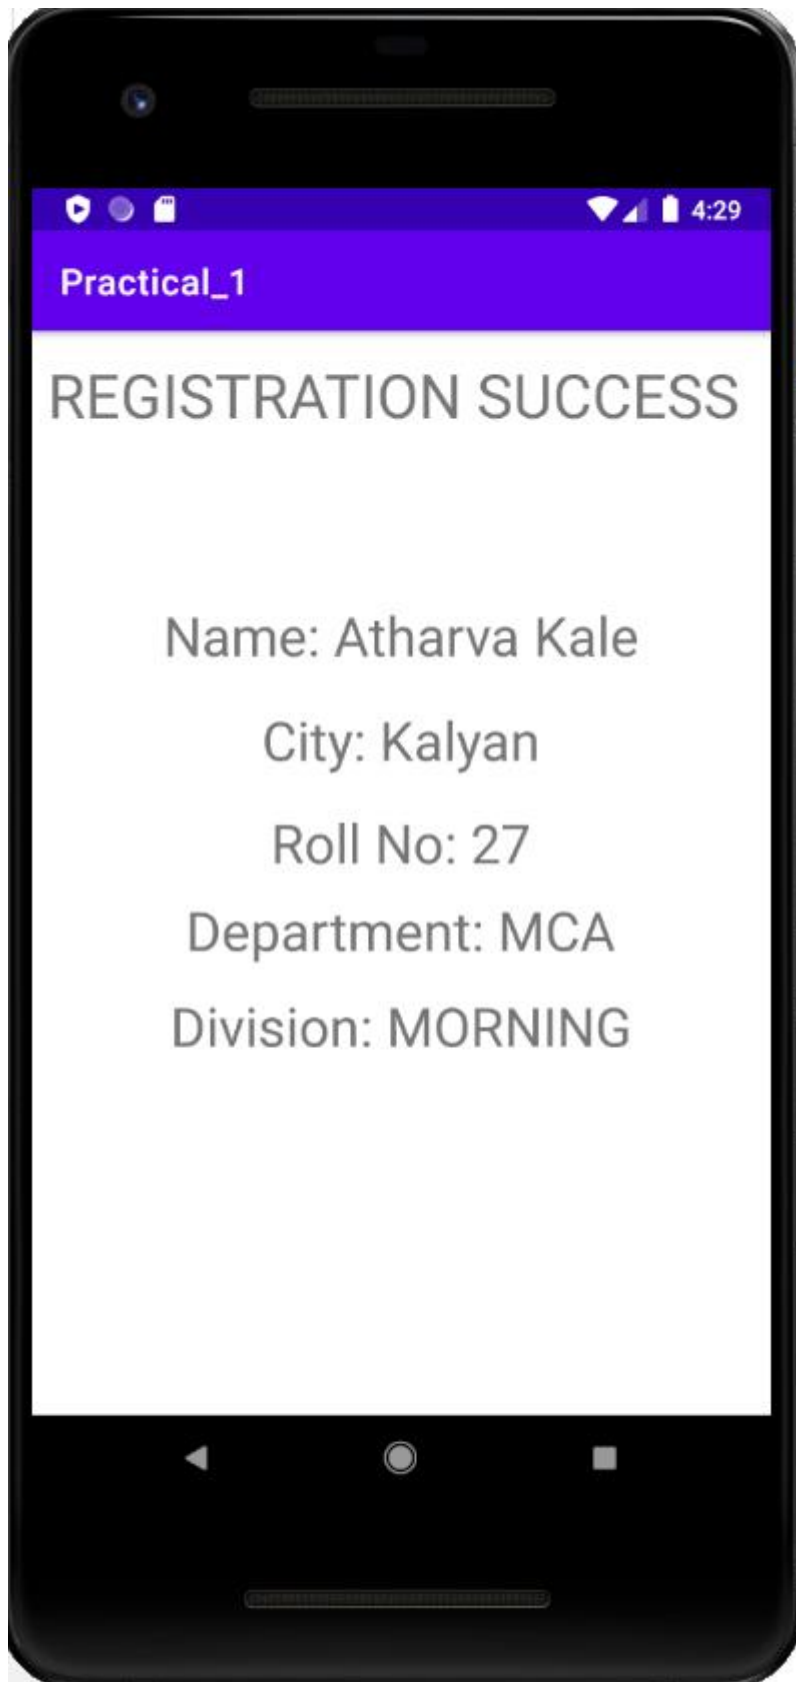 4:29
Practical_1
REGISTRATION SUCCESS
Name: Atharva Kale
City: Kalyan
Roll No: 27
Department: MCA
Division: MORNING